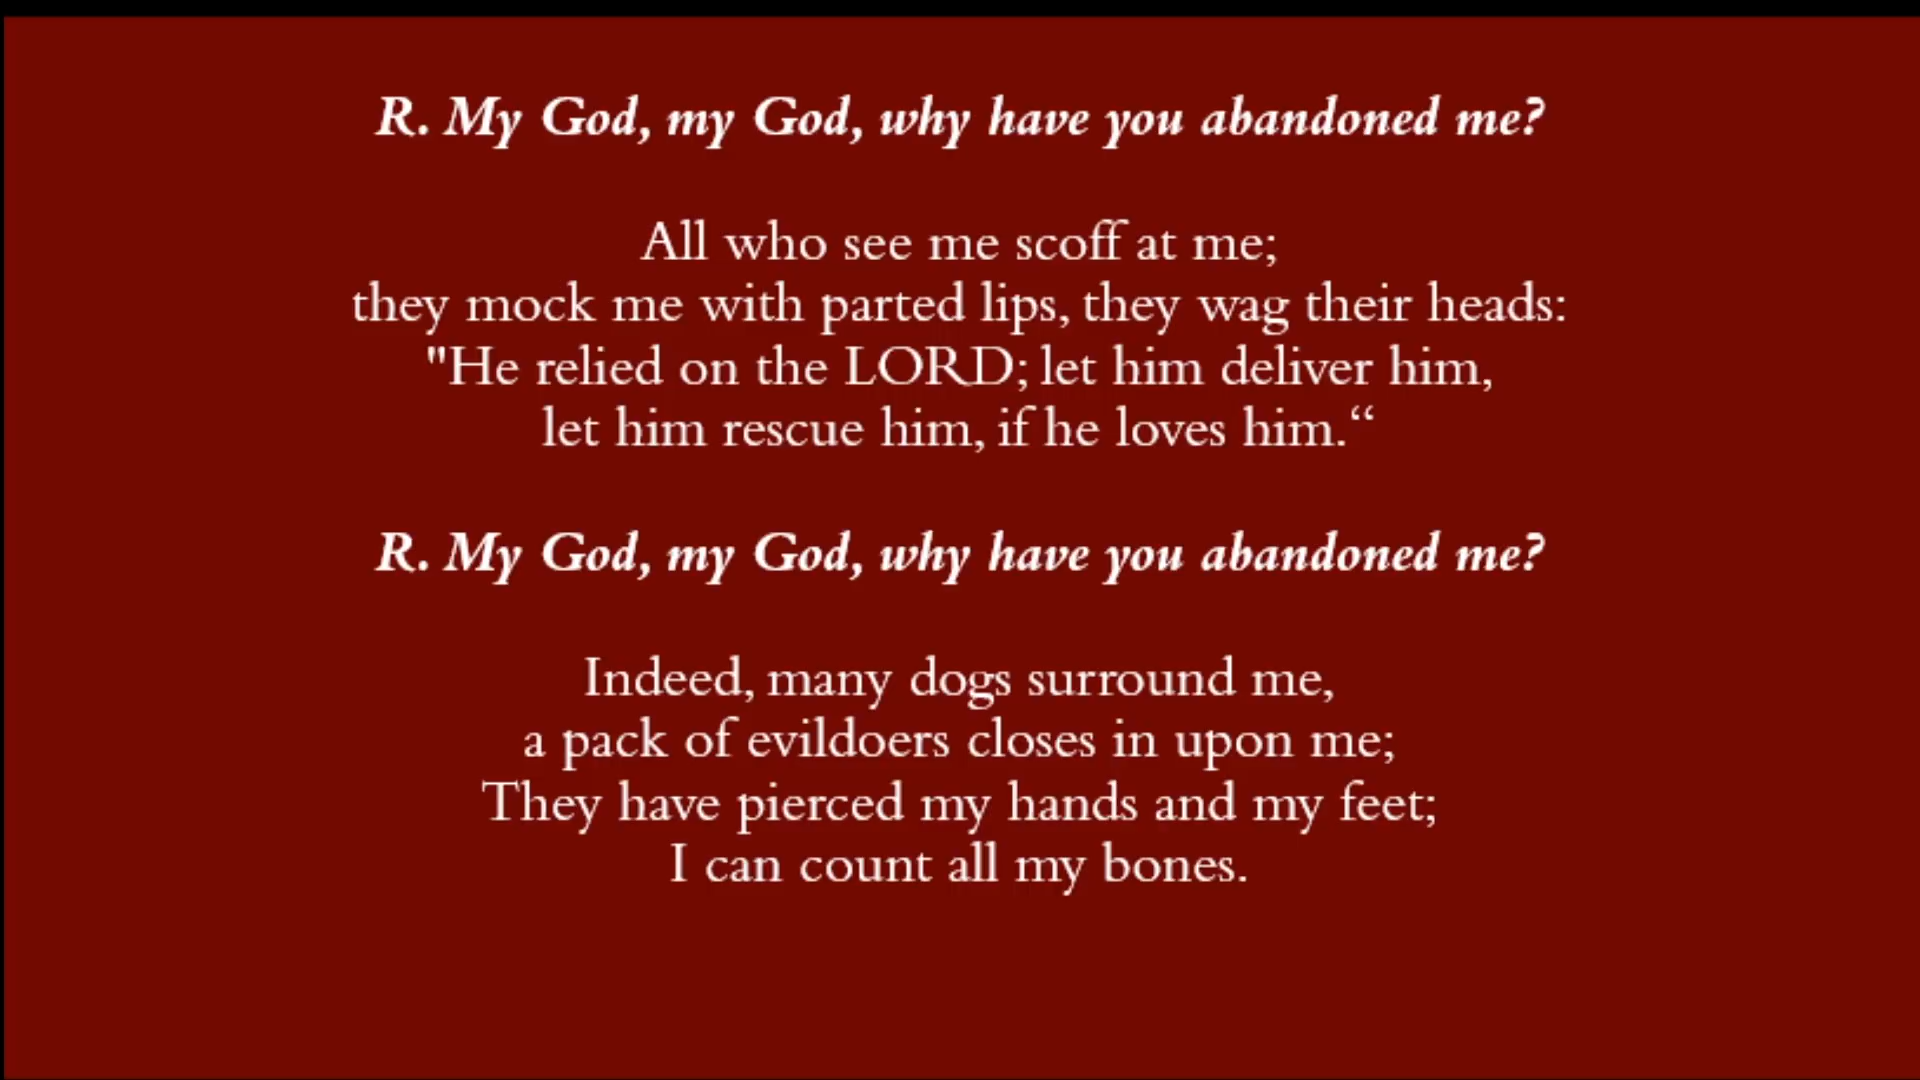 R. My God, my God, why have you abandoned me?
All who see me scoff at me;
they mock me with parted lips, they wag their heads:
"He relied on the LORD; let him deliver him,
let him rescue him, if he loves him.“
R. My God, my God, why have you abandoned me?
Indeed, many dogs surround me,
a pack of evildoers closes in upon me;
They have pierced my hands and my feet;
I can count all my bones.